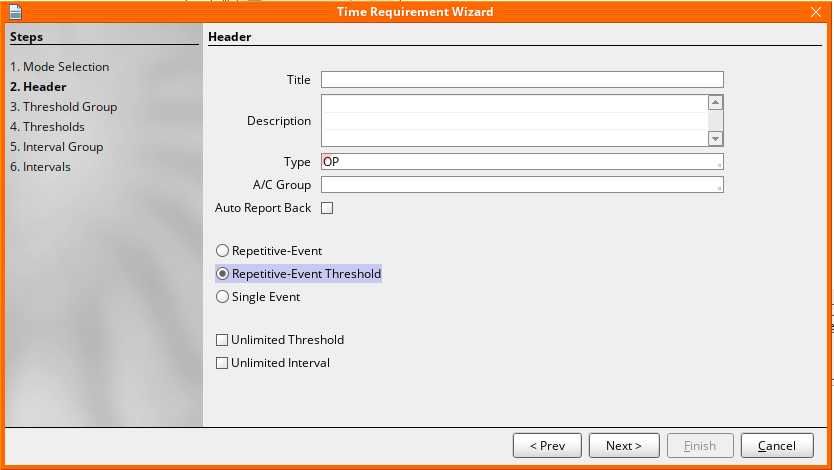 Time Requirement Wizard
Steps
1. Mode Selection
2. Header
3. Threshold Group
4. Thresholds
5. Interval Group
6. Intervals
Header
Title
Description
Type OP
A/C Group
Auto Report Back
Repetitive-Event
Repetitive-Event Threshold
Single Event
Unlimited Threshold
Unlimited Interval
< Prev Next > Finish Cancel